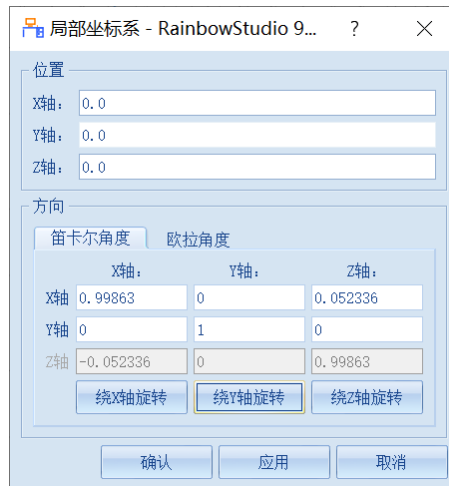 局部坐标系 - RainbowStudio 9... ?
位置
X轴: 0.0
Y轴: 0.0
Z轴: 0.0
方向
笛卡尔角度 欧拉角度
X轴: Y轴: Z轴:
X轴 0.99863 0 0.052336
Y轴 0 1 0
Z轴 -0.052336 0 0.99863
绕X轴旋转 绕Y轴旋转 绕Z轴旋转
确认 应用 取消